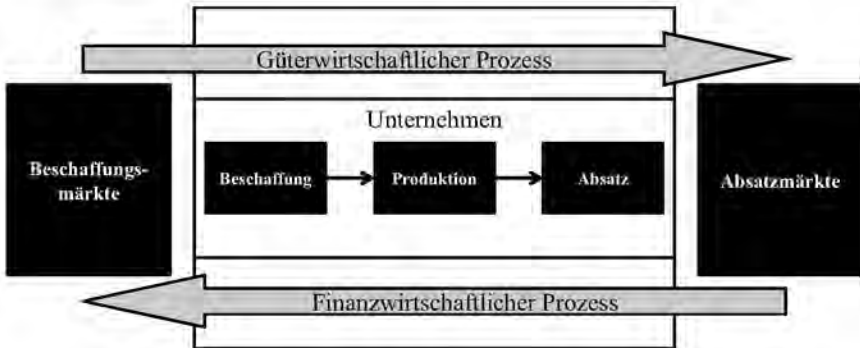 Güterwirtschaftlicher Prozess
Unternehmen
Beschaffungs-
märkte
Beschaffung
Produktion
Absatz
Absatzmärkte
Finanzwirtschaftlicher Prozess